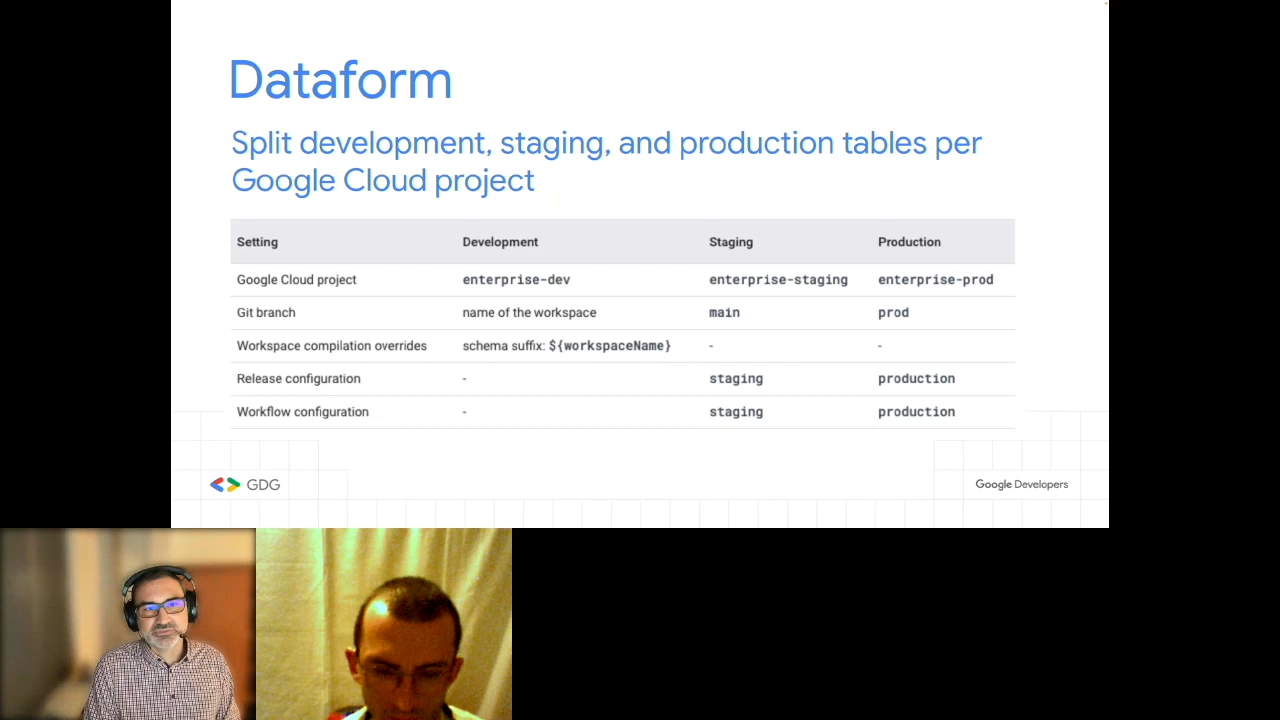 Dataform
Split development, staging, and production tables per
Google Cloud project
Setting Development Staging Production
Google Cloud project enterprise-dev enterprise-staging enterprise-prod
Git branch name of the workspace main prod
Workspace compilation overrides schema suffix: ${workspaceName} - -
Release configuration - staging production
Workflow configuration - staging production
GDG
Google Developers